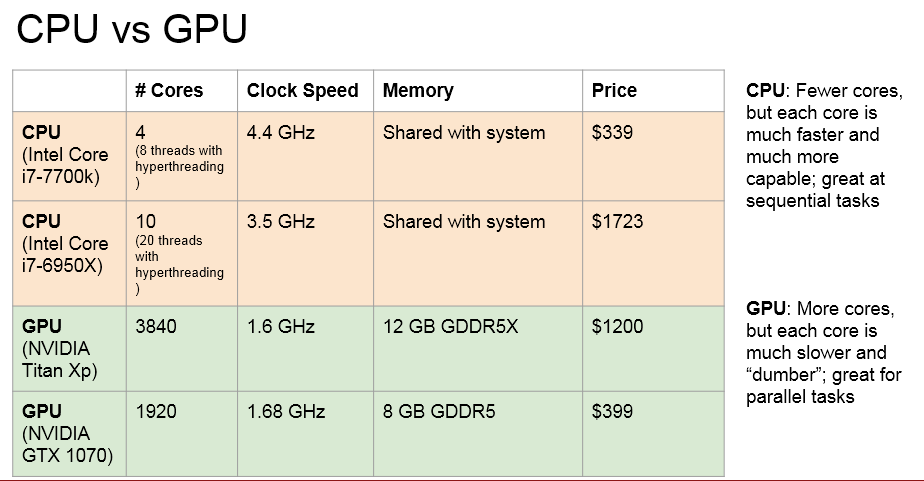 CPU vs GPU
# Cores Clock Speed Memory Price
CPU
(Intel Core
i7-7700k)
4
(8 threads with
hyperthreading
)
4.4 GHz
Shared with system
$339
CPU
(Intel Core
i7-6950X)
10
(20 threads
with
hyperthreading
)
3.5 GHz
Shared with system
$1723
GPU
(NVIDIA
Titan Xp)
3840
1.6 GHz
12 GB GDDR5X
$1200
GPU
(NVIDIA
GTX 1070)
1920
1.68 GHz
8 GB GDDR5
$399
CPU: Fewer cores,
but each core is
much faster and
much more
capable; great at
sequential tasks
GPU: More cores,
but each core is
much slower and
“dumber”; great for
parallel tasks